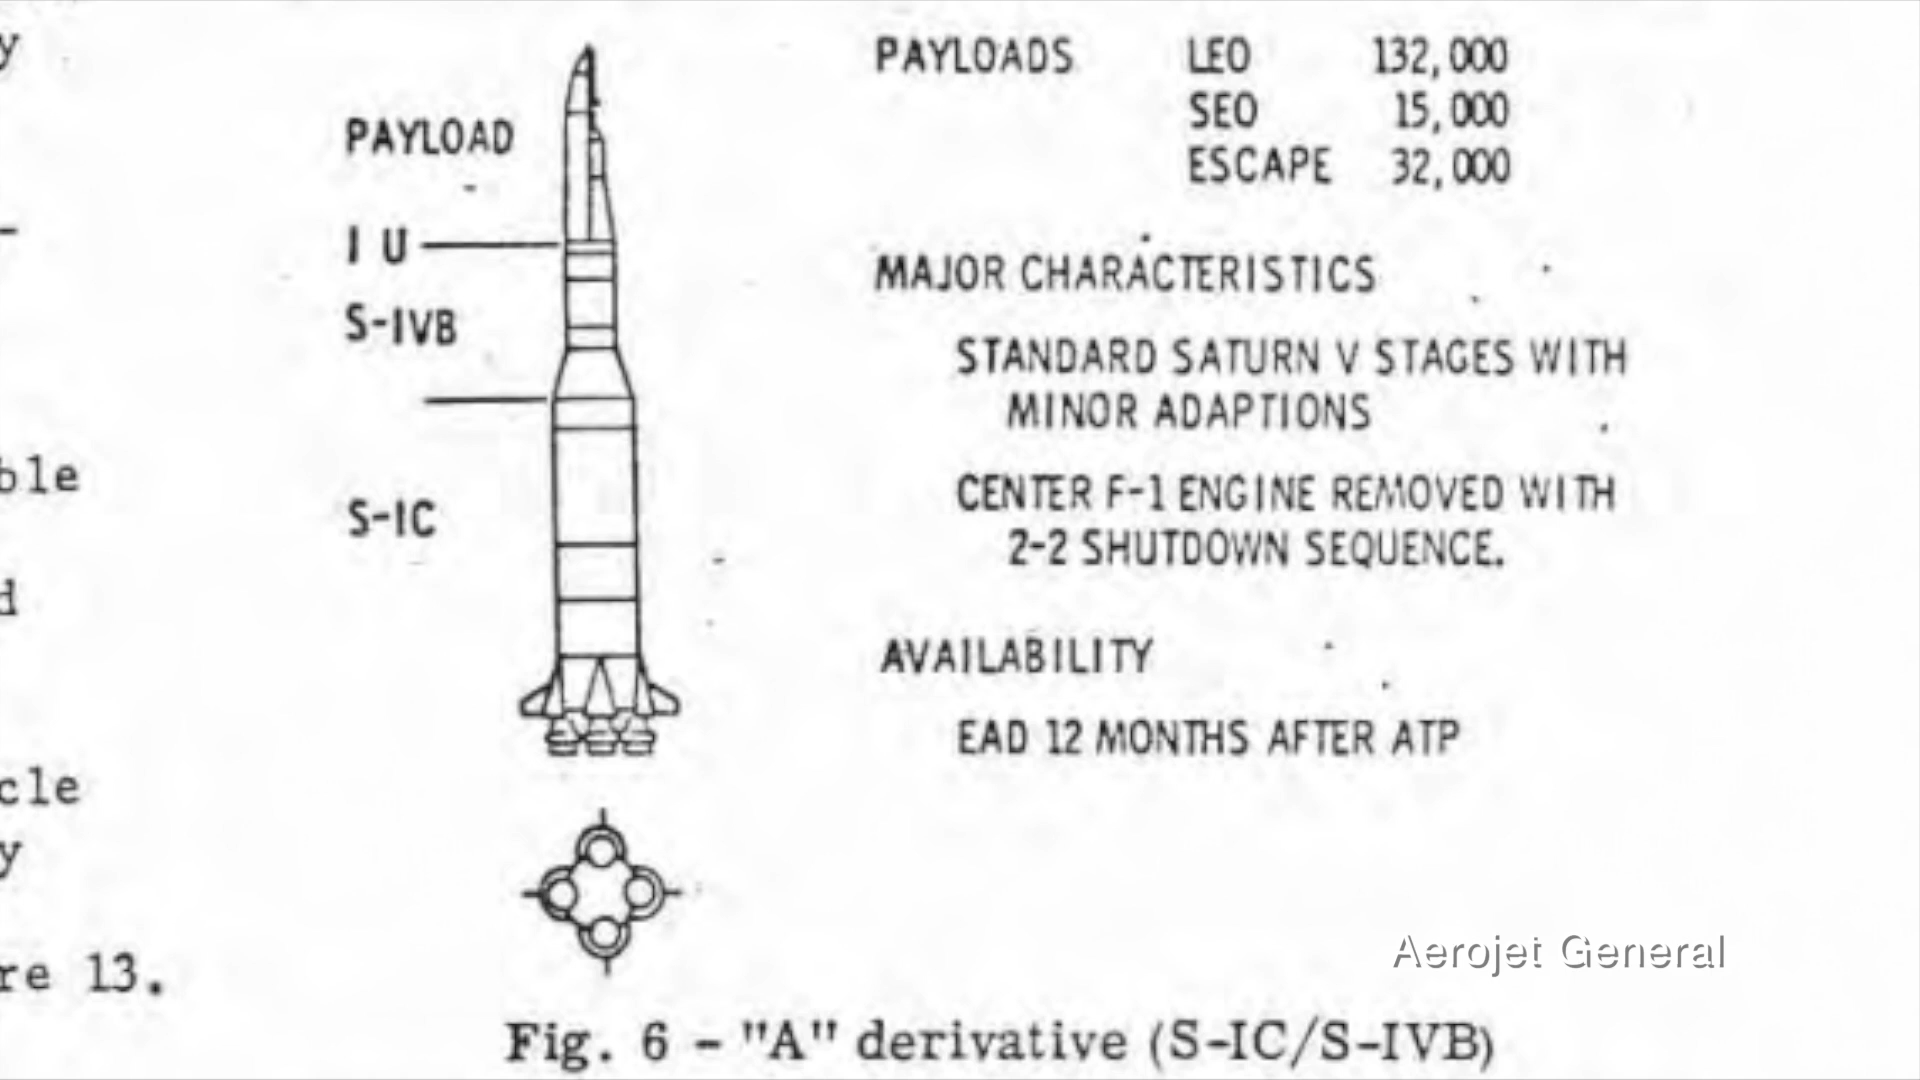 y
PAYLOAD
I U
S-IVB
S-IC
PAYLOADS LEO 132,000
SEO 15,000
ESCAPE 32,000
MAJOR CHARACTERISTICS
STANDARD SATURN V STAGES WITH
MINOR ADAPTIONS
CENTER F-1 ENGINE REMOVED WITH
2-2 SHUTDOWN SEQUENCE.
AVAILABILITY
EAD 12 MONTHS AFTER ATP
-
ble
d
cle
y
re 13.
Aerojet General
Fig. 6 - "A" derivative (S-IC/S-IVB)